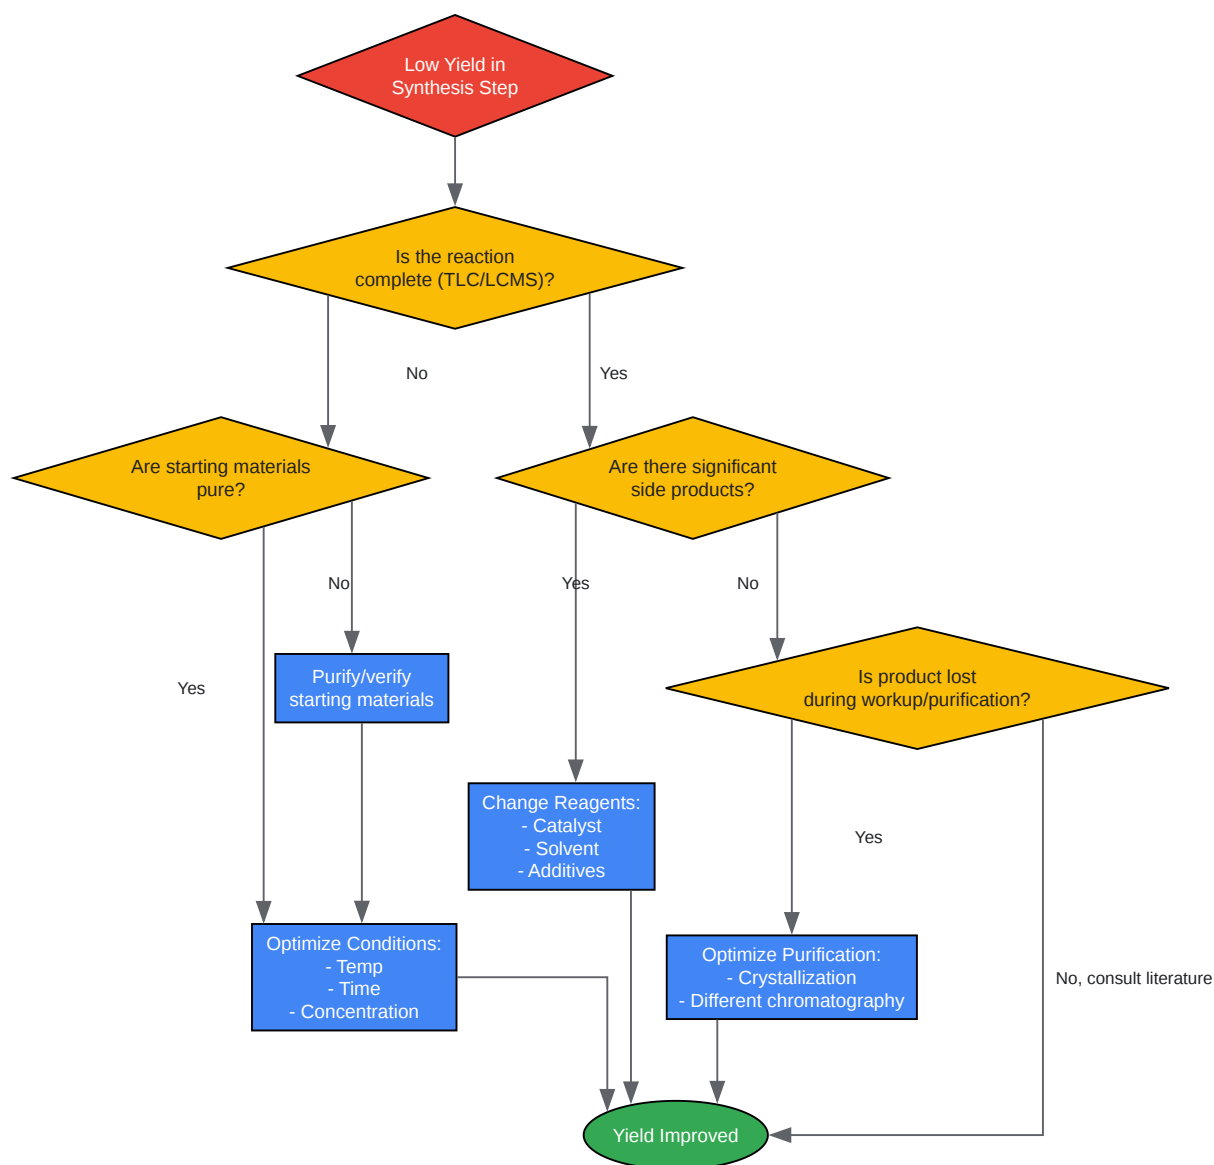 Low Yield in
Synthesis Step
Is the reaction
complete (TLC/LCMS)?
No
Yes
Are starting materials
pure?
Are there significant
side products?
No
Yes
No
Yes
Purify/verify
starting materials
Is product lost
during workup/purification?
Change Reagents:
- Catalyst
- Solvent
- Additives
Yes
Optimize Conditions:
- Temp
- Time
- Concentration
Optimize Purification:
- Crystallization
- Different chromatography
No, consult literature
Yield Improved